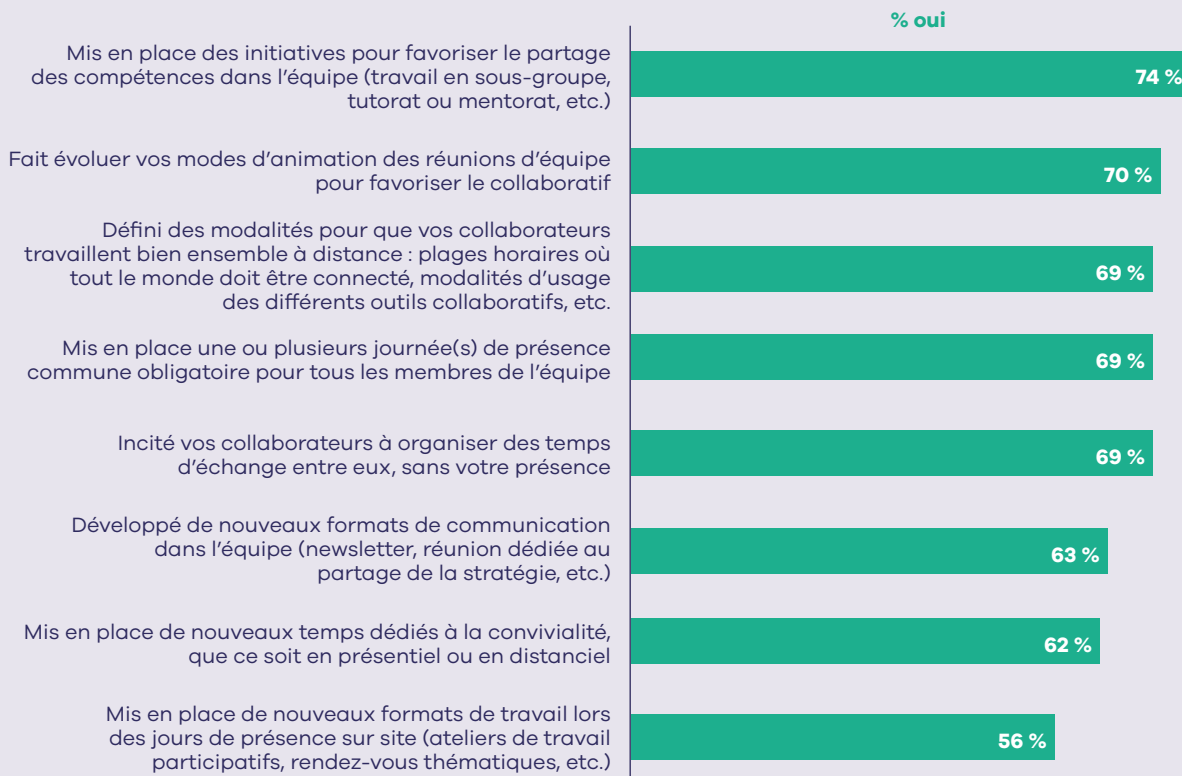 % oui
Mis en place des initiatives pour favoriser le partage
des compétences dans l'équipe (travail en sous-groupe,
tutorat ou mentorat, etc.)
74 %
Fait évoluer vos modes d'animation des réunions d'équipe
pour favoriser le collaboratif
70 %
Défini des modalités pour que vos collaborateurs
travaillent bien ensemble à distance : plages horaires où
tout le monde doit être connecté, modalités d'usage
des différents outils collaboratifs, etc.
69 %
Mis en place une ou plusieurs journée(s) de présence
commune obligatoire pour tous les membres de l'équipe
69 %
Incité vos collaborateurs à organiser des temps
d'échange entre eux, sans votre présence
69 %
Développé de nouveaux formats de communication
dans l'équipe (newsletter, réunion dédiée au
partage de la stratégie, etc.)
63 %
Mis en place de nouveaux temps dédiés à la convivialité,
que ce soit en présentiel ou en distanciel
62 %
Mis en place de nouveaux formats de travail lors
des jours de présence sur site (ateliers de travail
participatifs, rendez-vous thématiques, etc.)
56 %